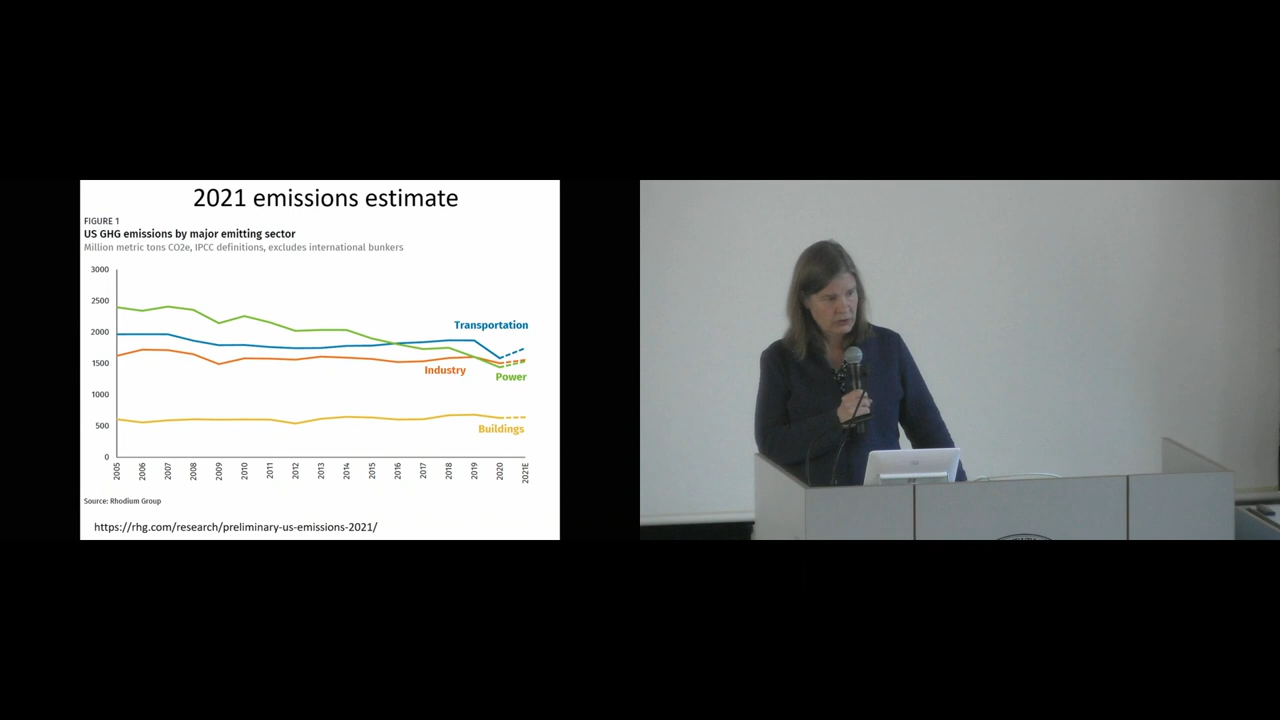 2021 emissions estimate
FIGURE 1
US GHG emissions by major emitting sector
Million metric tons CO2e, IPCC definitions, excludes international bunkers
3000
2500
2000
1500
1000
500
0
Transportation
Industry
Power
Buildings
2005
2006
2007
2008
2009
2010
2011
2012
2013
2014
2015
2016
2017
2018
2019
2020
2021E
Source: Rhodium Group
https://rhg.com/research/preliminary-us-emissions-2021/